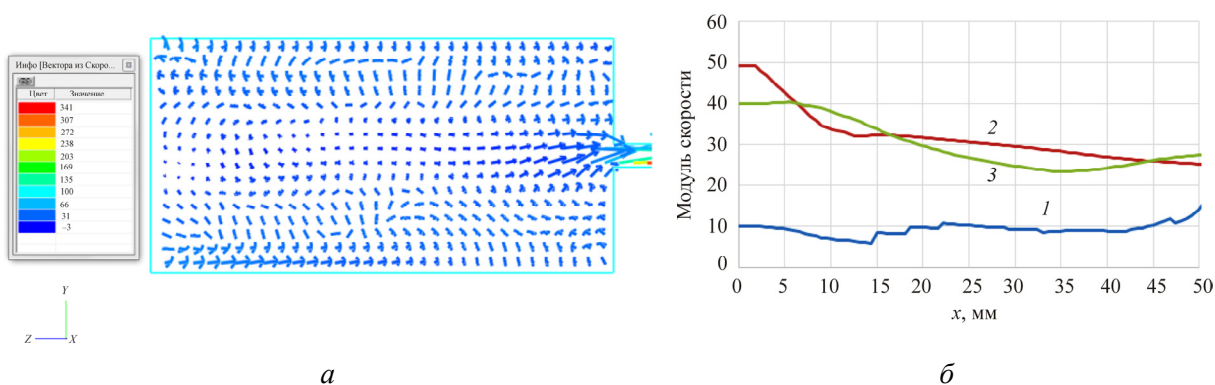 Инфо [Вектора из Скоро...
Цвет Значение
341
307
272
238
203
169
135
100
66
31
–3
Y
Z X
а
Модуль скорости
60
50
40
30
20
10
0
2
3
1
0 5 10 15 20 25 30 35 40 45 50
x, мм
б